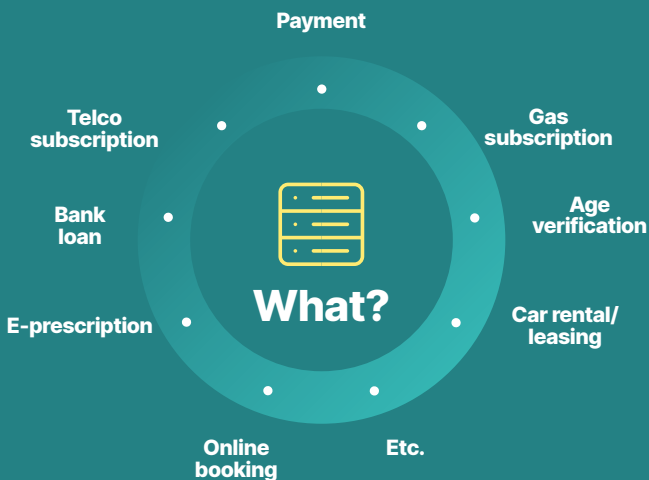 Payment
Telco
subscription
Gas
subscription
Bank
loan
Age
verification
What?
E-prescription
Car rental/
leasing
Online
booking
Etc.